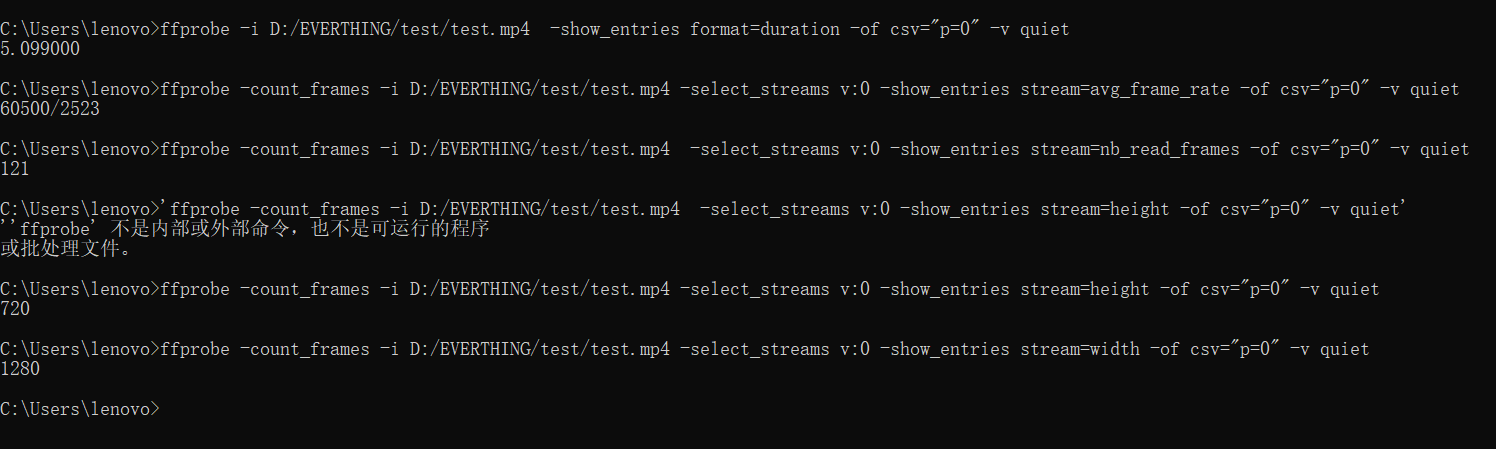 C:\Users\lenovo>ffprobe -i D:/EVERTHING/test/test.mp4  -show_entries format=duration -of csv="p=0" -v quiet
5.099000
C:\Users\lenovo>ffprobe -count_frames -i D:/EVERTHING/test/test.mp4 -select_streams v:0 -show_entries stream=avg_frame_rate -of csv="p=0" -v quiet
60500/2523
C:\Users\lenovo>ffprobe -count_frames -i D:/EVERTHING/test/test.mp4  -select_streams v:0 -show_entries stream=nb_read_frames -of csv="p=0" -v quiet
121
C:\Users\lenovo>'ffprobe -count_frames -i D:/EVERTHING/test/test.mp4  -select_streams v:0 -show_entries stream=height -of csv="p=0" -v quiet'
''ffprobe' 不是内部或外部命令，也不是可运行的程序
或批处理文件。
C:\Users\lenovo>ffprobe -count_frames -i D:/EVERTHING/test/test.mp4 -select_streams v:0 -show_entries stream=height -of csv="p=0" -v quiet
720
C:\Users\lenovo>ffprobe -count_frames -i D:/EVERTHING/test/test.mp4 -select_streams v:0 -show_entries stream=width -of csv="p=0" -v quiet
1280
C:\Users\lenovo>